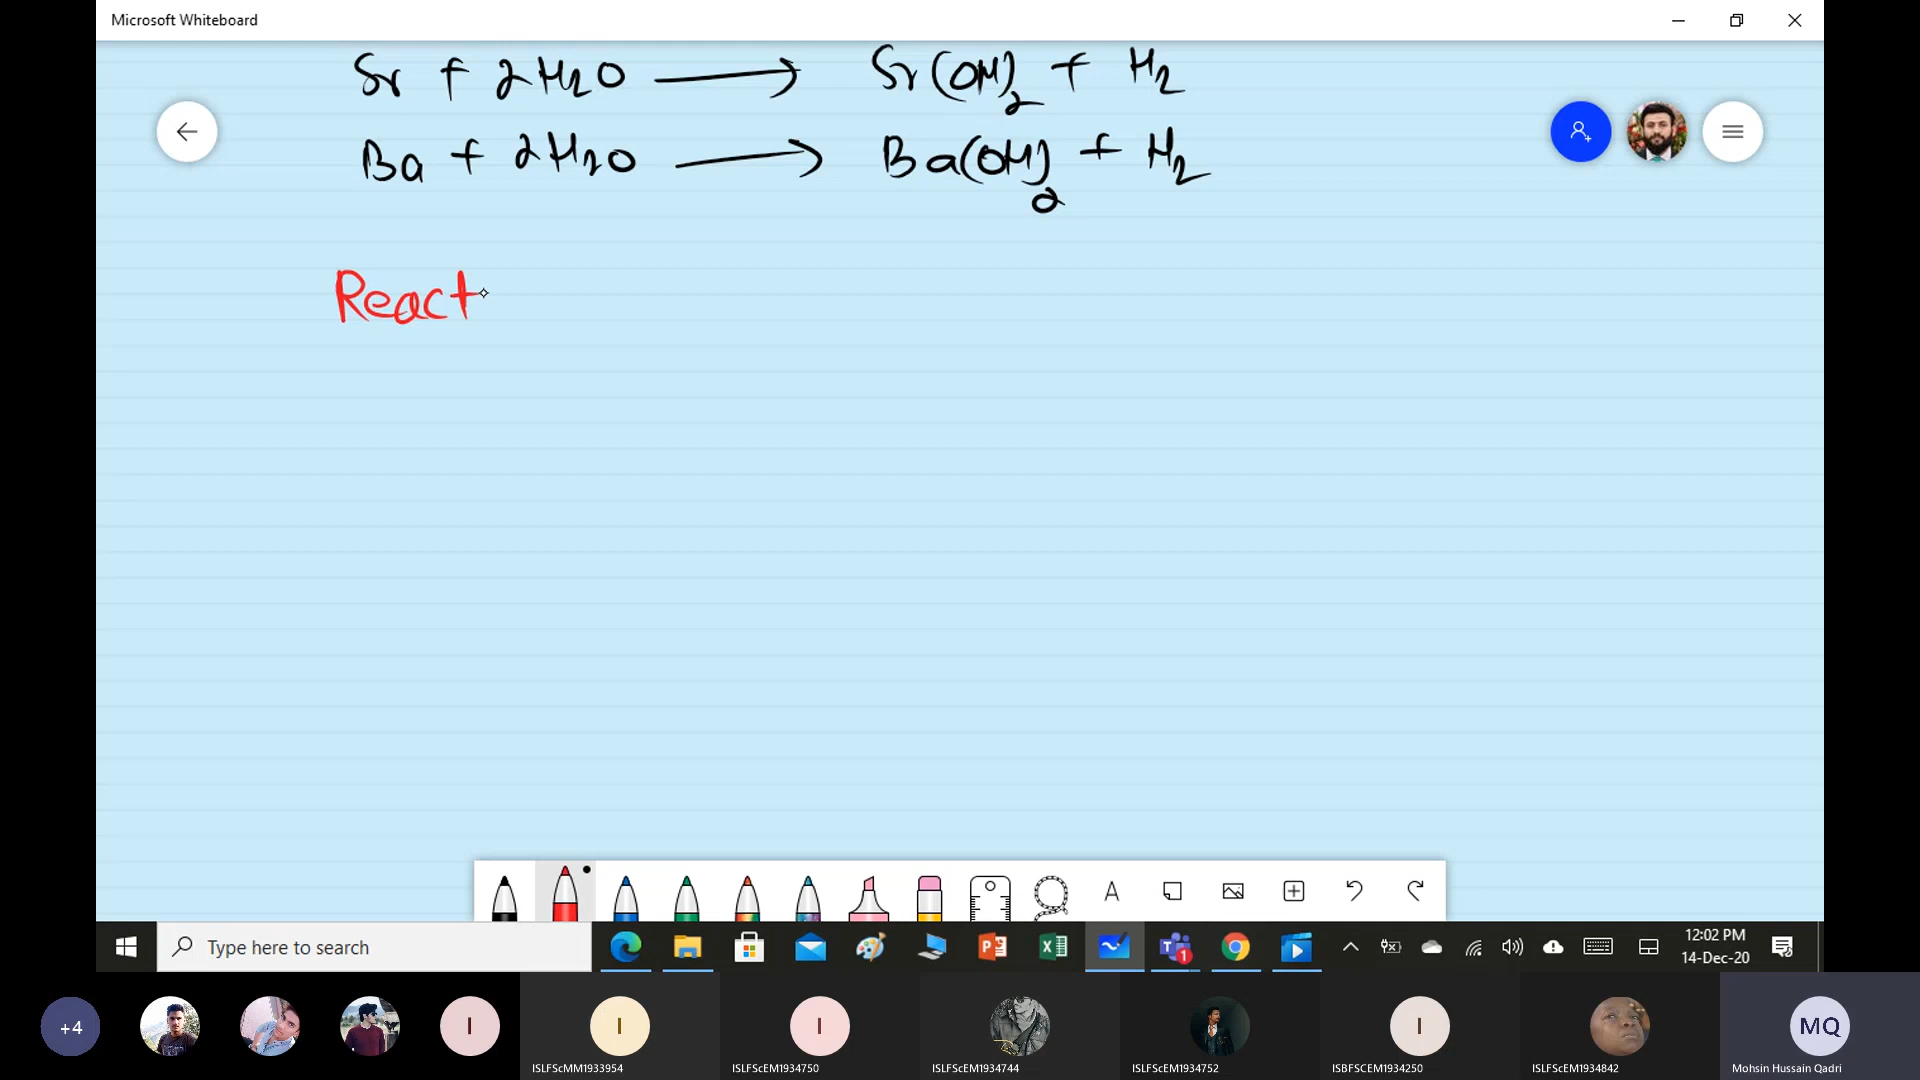 Microsoft Whiteboard
Sr + 2H2O ⟶ Sr(OH)2 + H2
Ba + 2H2O ⟶ Ba(OH)2 + H2
React
A
Type here to search
1
12:02 PM
14-Dec-20
+4
I
I
I
I
MQ
ISLFScMM1933954
ISLFScEM1934750
ISLFScEM1934744
ISLFScEM1934752
ISBFSCEM1934250
ISLFScEM1934842
Mohsin Hussain Qadri